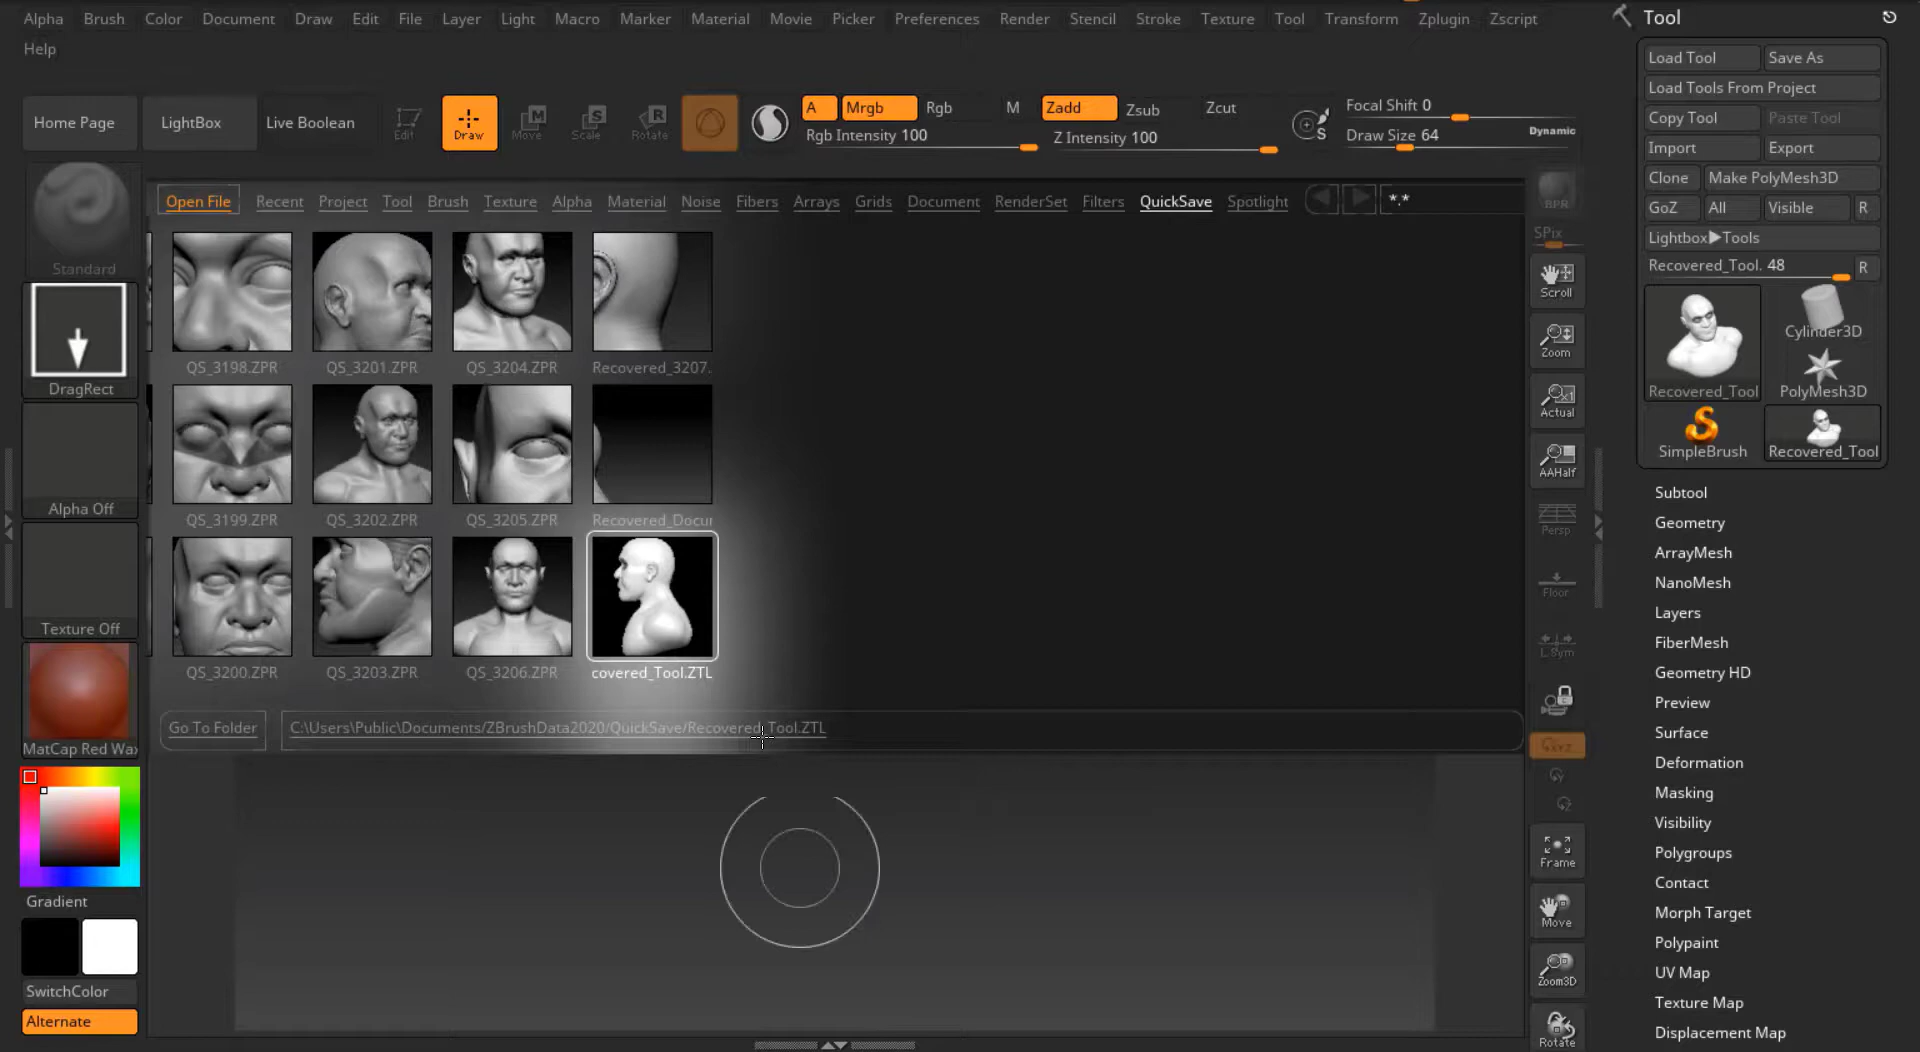 Alpha Brush Color Document Draw Edit File Layer Light Macro Marker Material Movie Picker Preferences Render Stencil Stroke Texture Tool Transform Zplugin Zscript
Help
Home Page LightBox Live Boolean Edit Draw Move Scale Rotate
A Mrgb Rgb M Zadd Zsub Zcut
Rgb Intensity 100 Z Intensity 100
Focal Shift 0
Draw Size 64 Dynamic
Open File Recent Project Tool Brush Texture Alpha Material Noise Fibers Arrays Grids Document RenderSet Filters QuickSave Spotlight *.*
Standard
DragRect
Alpha Off
Texture Off
MatCap Red Wax
Gradient
SwitchColor
Alternate
QS_3198.ZPR QS_3201.ZPR QS_3204.ZPR Recovered_3207.
QS_3199.ZPR QS_3202.ZPR QS_3205.ZPR Recovered_Docur
QS_3200.ZPR QS_3203.ZPR QS_3206.ZPR covered_Tool.ZTL
Go To Folder C:\Users\Public\Documents/ZBrushData2020/QuickSave/Recovered_Tool.ZTL
BPR
SPix
Scroll
Zoom
Actual
AAHalf
Persp
Floor
L.Sym
Frame
Move
Zoom3D
Rotate
Tool
Load Tool Save As
Load Tools From Project
Copy Tool Paste Tool
Import Export
Clone Make PolyMesh3D
GoZ All Visible R
Lightbox▶Tools
Recovered_Tool. 48 R
Cylinder3D
Recovered_Tool PolyMesh3D
SimpleBrush Recovered_Tool
Subtool
Geometry
ArrayMesh
NanoMesh
Layers
FiberMesh
Geometry HD
Preview
Surface
Deformation
Masking
Visibility
Polygroups
Contact
Morph Target
Polypaint
UV Map
Texture Map
Displacement Map